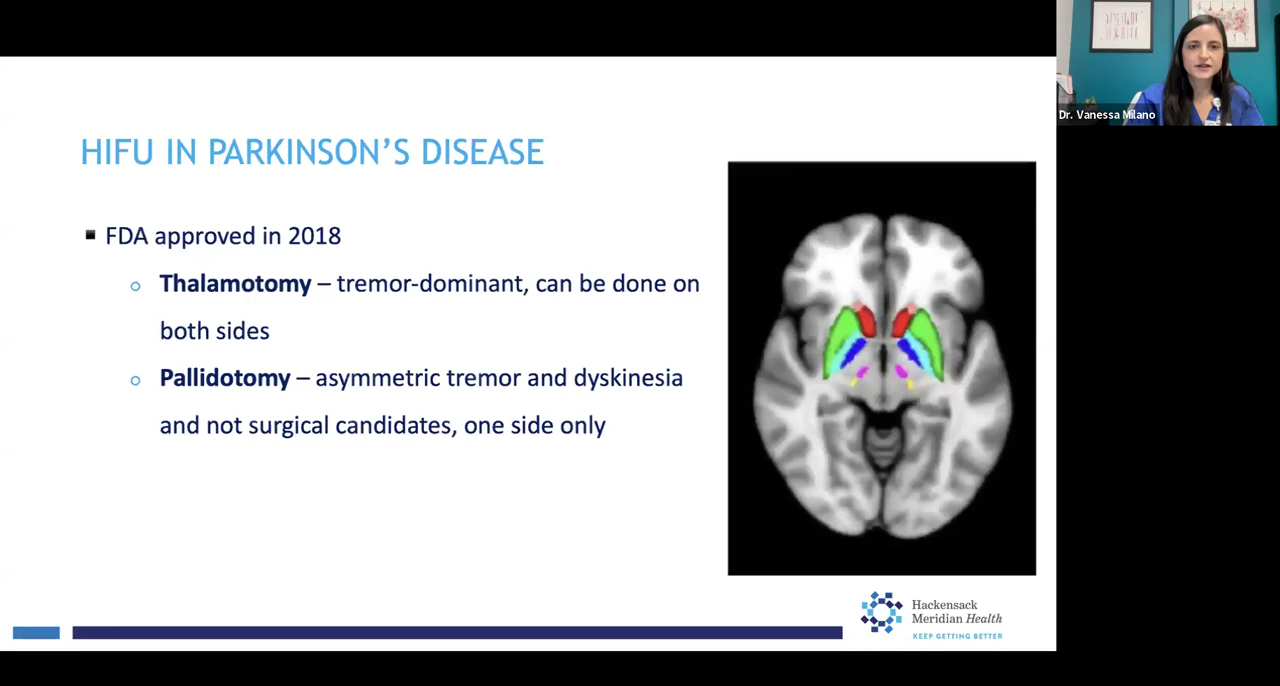 Dr. Vanessa Milano
HIFU IN PARKINSON'S DISEASE
▪ FDA approved in 2018
○ Thalamotomy – tremor-dominant, can be done on
both sides
○ Pallidotomy – asymmetric tremor and dyskinesia
and not surgical candidates, one side only
Hackensack
Meridian Health
KEEP GETTING BETTER